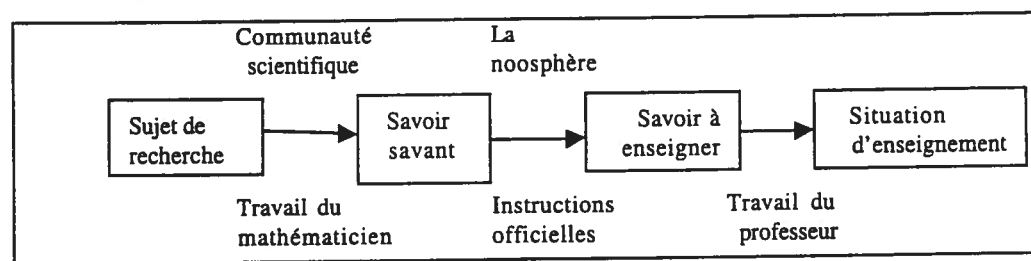 Communauté
scientifique
La
noosphère
Sujet de
recherche
Savoir
savant
Savoir à
enseigner
Situation
d'enseignement
Travail du
mathématicien
Instructions
officielles
Travail du
professeur